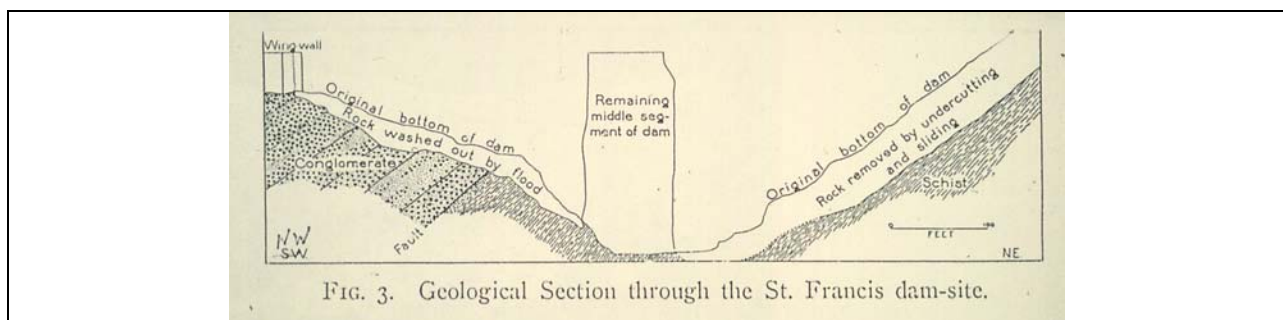 Wing wall
Original bottom of dam
Rock washed out by flood
Conglomerate
Fault
NW
SW.
Remaining
middle seg-
ment of dam
Original bottom of dam
Rock removed by undercutting
and sliding
Schist
0 100
FEET
NE.
FIG. 3. Geological Section through the St. Francis dam-site.